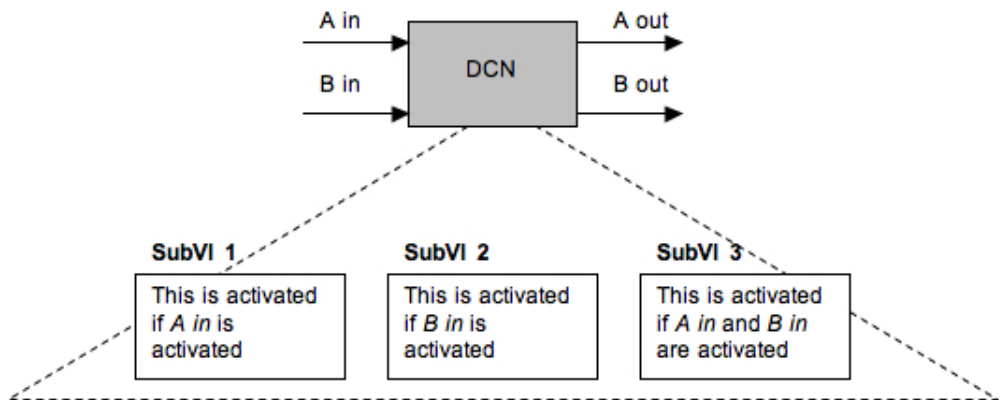 A in
A out
DCN
B in
B out
SubVI 1
This is activated
if A in is
activated
SubVI 2
This is activated
if B in is
activated
SubVI 3
This is activated
if A in and B in
are activated